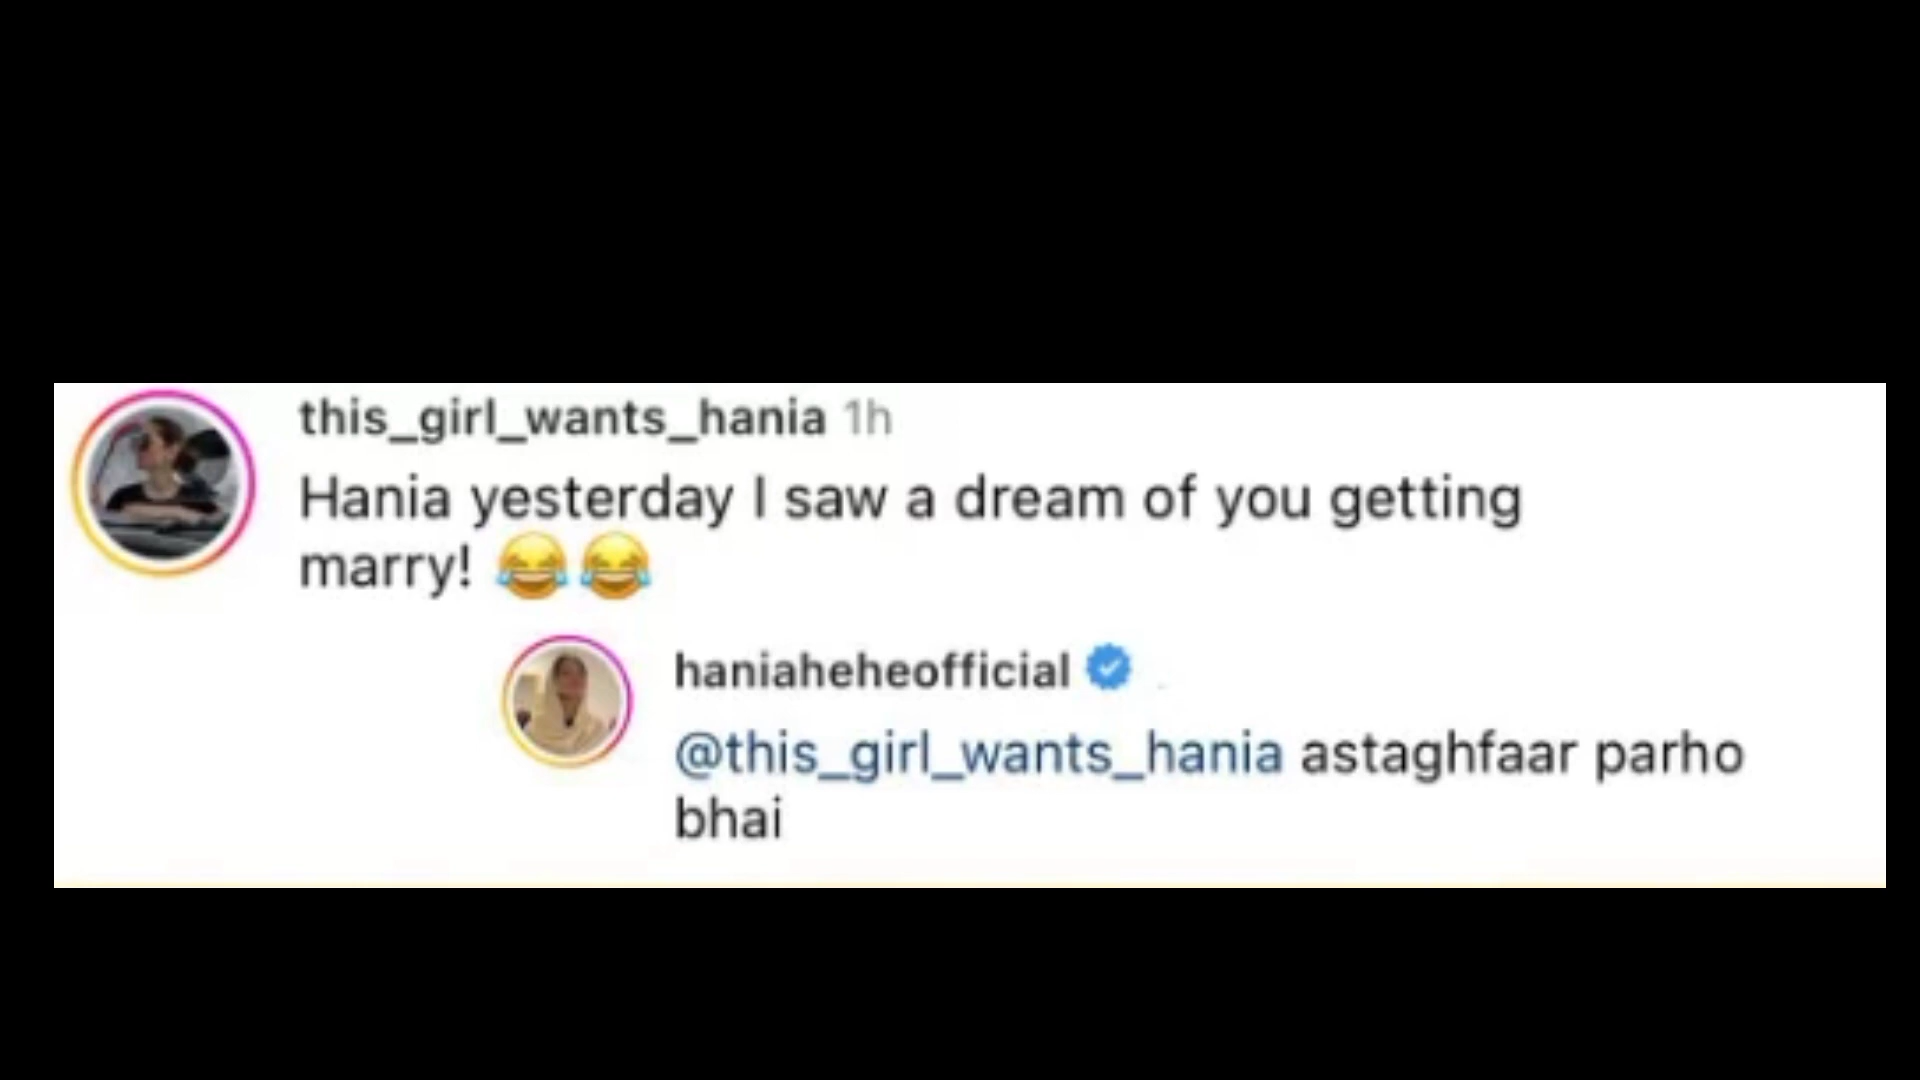 this_girl_wants_hania 1h
Hania yesterday I saw a dream of you getting
marry! 😂😂
haniaheheofficial
@this_girl_wants_hania astaghfaar parho
bhai